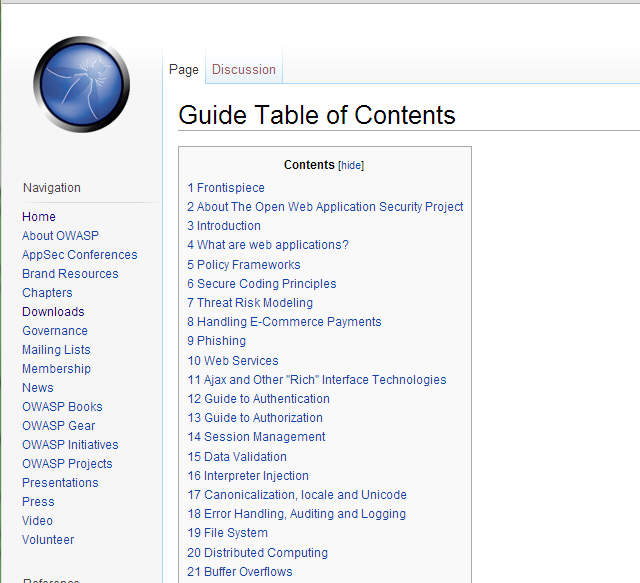 Page
Discussion
Guide Table of Contents
Navigation
Home
About OWASP
AppSec Conferences
Brand Resources
Chapters
Downloads
Governance
Mailing Lists
Membership
News
OWASP Books
OWASP Gear
OWASP Initiatives
OWASP Projects
Presentations
Press
Video
Volunteer
Reference
Contents [hide]
1 Frontispiece
2 About The Open Web Application Security Project
3 Introduction
4 What are web applications?
5 Policy Frameworks
6 Secure Coding Principles
7 Threat Risk Modeling
8 Handling E-Commerce Payments
9 Phishing
10 Web Services
11 Ajax and Other "Rich" Interface Technologies
12 Guide to Authentication
13 Guide to Authorization
14 Session Management
15 Data Validation
16 Interpreter Injection
17 Canonicalization, locale and Unicode
18 Error Handling, Auditing and Logging
19 File System
20 Distributed Computing
21 Buffer Overflows